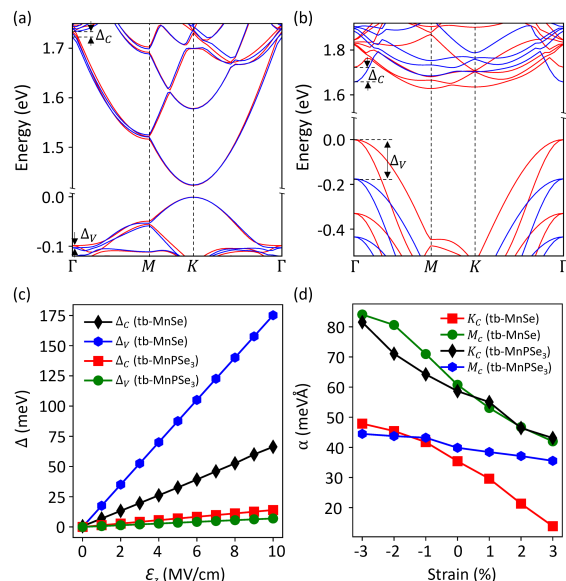 (a)
(b)
Energy (eV)
1.7
1.6
1.5
0.0
-0.1
Δ_C
Δ_V
Γ M K Γ
Energy (eV)
1.8
1.6
0.0
-0.2
-0.4
Δ_C
Δ_V
Γ M K Γ
(c)
Δ (meV)
175
150
125
100
75
50
25
0
Δ_C (tb-MnSe)
Δ_V (tb-MnSe)
Δ_C (tb-MnPSe₃)
Δ_V (tb-MnPSe₃)
0 2 4 6 8 10
Ɛ_z (MV/cm)
(d)
α (meVÅ)
80
70
60
50
40
30
20
K_C (tb-MnSe)
M_c (tb-MnSe)
K_C (tb-MnPSe₃)
M_c (tb-MnPSe₃)
-3 -2 -1 0 1 2 3
Strain (%)